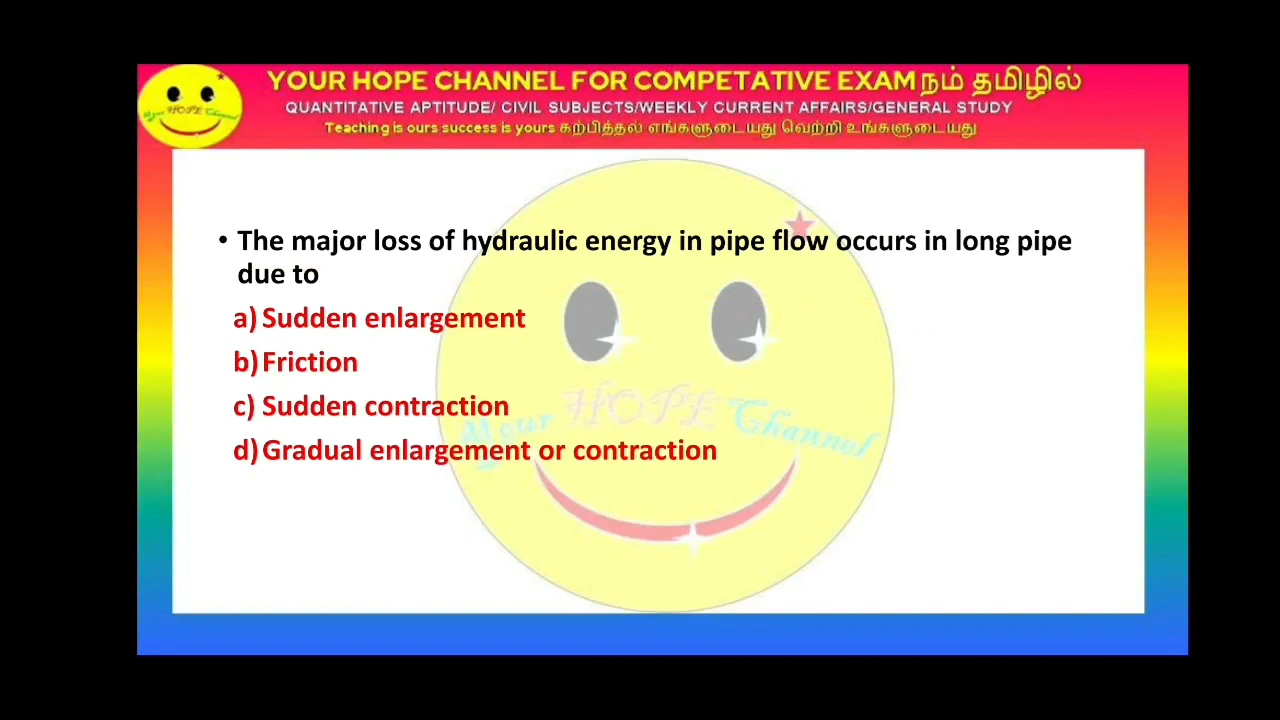 YOUR HOPE CHANNEL FOR COMPETATIVE EXAM நம் தமிழில்
QUANTITATIVE APTITUDE/ CIVIL SUBJECTS/WEEKLY CURRENT AFFAIRS/GENERAL STUDY
Teaching is ours success is yours கற்பித்தல் எங்களுடையது வெற்றி உங்களுடையது
Your HOPE Channel
• The major loss of hydraulic energy in pipe flow occurs in long pipe
due to
a) Sudden enlargement
b) Friction
c) Sudden contraction
d) Gradual enlargement or contraction
Your HOPE Channel